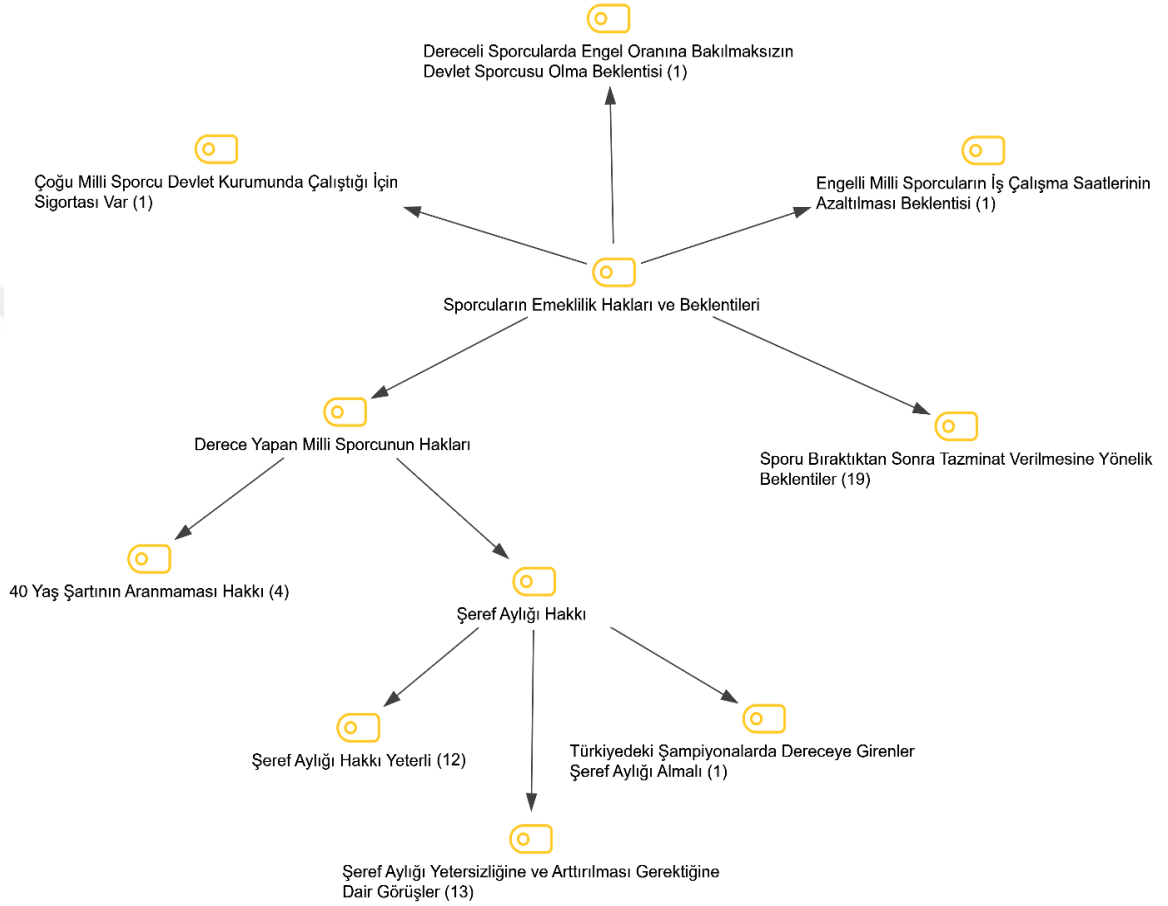 Dereceli Sporcularda Engel Oranına Bakılmaksızın
Devlet Sporcusu Olma Beklentisi (1)
Çoğu Milli Sporcu Devlet Kurumunda Çalıştığı İçin
Sigortası Var (1)
Engelli Milli Sporcuların İş Çalışma Saatlerinin
Azaltılması Beklentisi (1)
Sporcuların Emeklilik Hakları ve Beklentileri
Derece Yapan Milli Sporcunun Hakları
Sporu Bıraktıktan Sonra Tazminat Verilmesine Yönelik
Beklentiler (19)
40 Yaş Şartının Aranmaması Hakkı (4)
Şeref Aylığı Hakkı
Şeref Aylığı Hakkı Yeterli (12)
Türkiyedeki Şampiyonalarda Dereceye Girenler
Şeref Aylığı Almalı (1)
Şeref Aylığı Yetersizliğine ve Arttırılması Gerektiğine
Dair Görüşler (13)